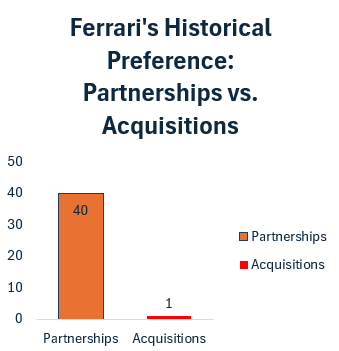 Ferrari's Historical
Preference:
Partnerships vs.
Acquisitions
50
40
30
20
10
0
40
1
Partnerships
Acquisitions
Partnerships
Acquisitions